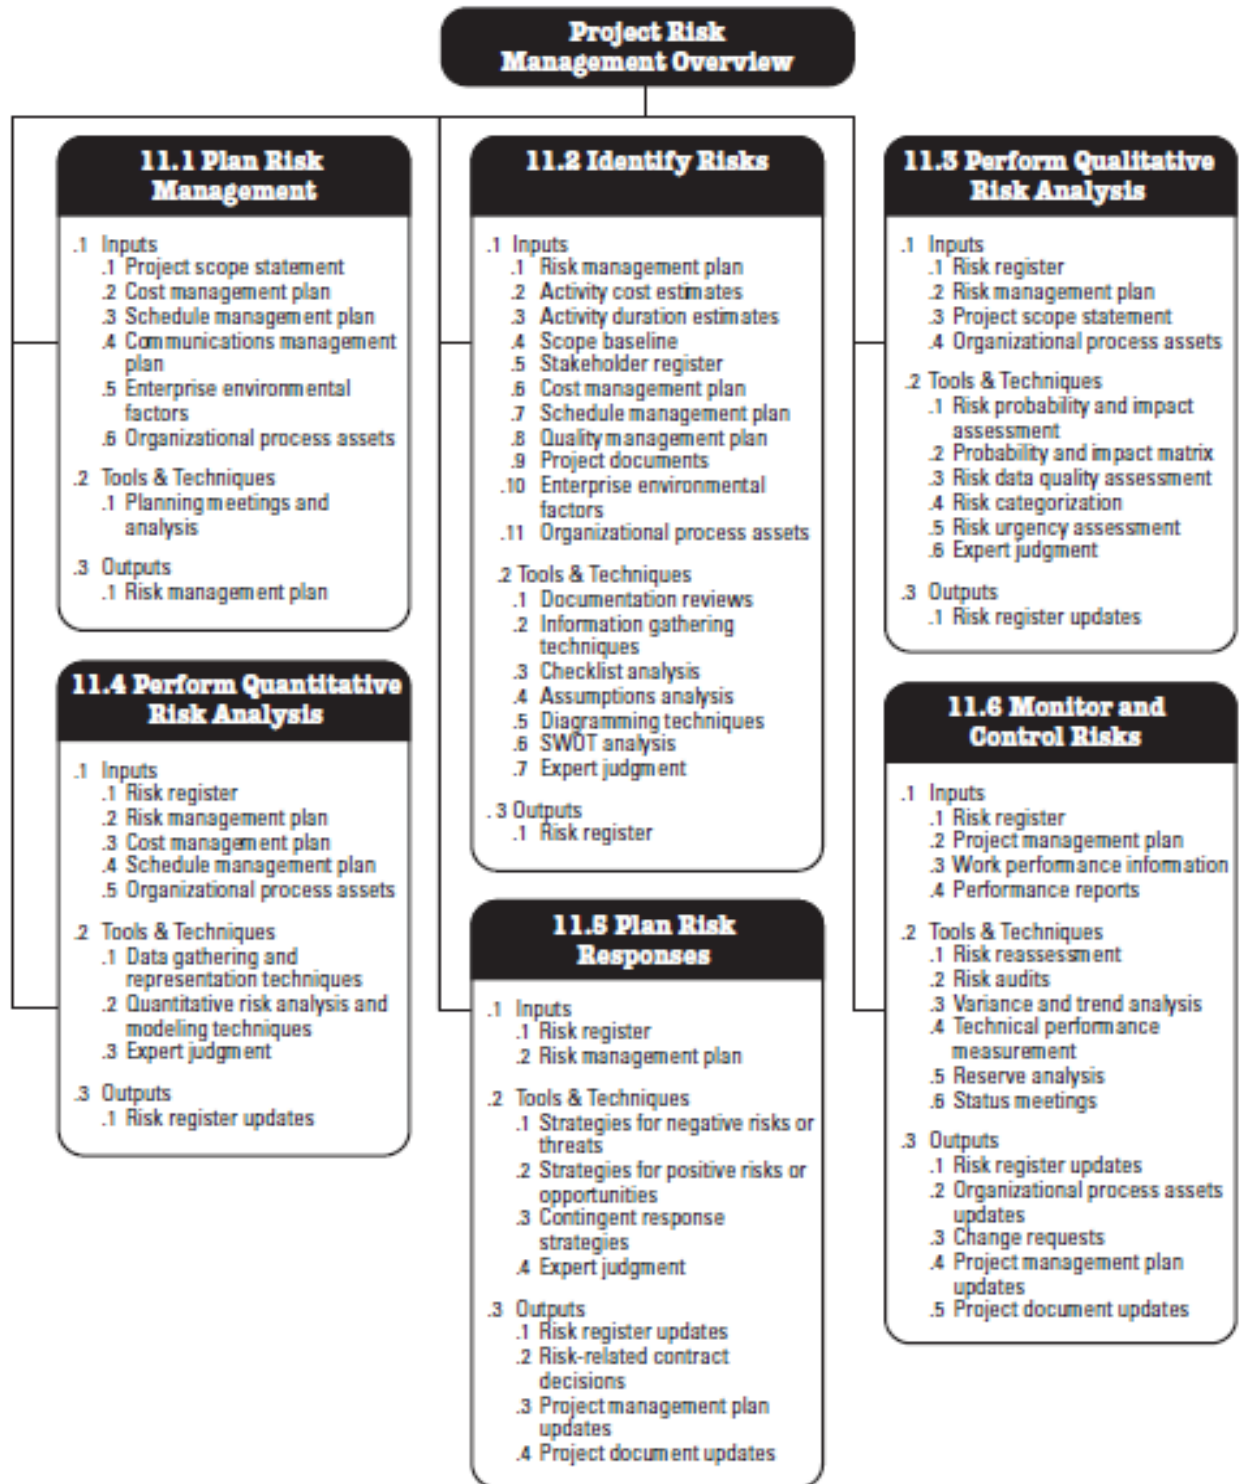 Project Risk
Management Overview
11.1 Plan Risk
Management
.1 Inputs
.1 Project scope statement
.2 Cost management plan
.3 Schedule management plan
.4 Communications management
plan
.5 Enterprise environmental
factors
.6 Organizational process assets
.2 Tools & Techniques
.1 Planning meetings and
analysis
.3 Outputs
.1 Risk management plan
11.2 Identify Risks
.1 Inputs
.1 Risk management plan
.2 Activity cost estimates
.3 Activity duration estimates
.4 Scope baseline
.5 Stakeholder register
.6 Cost management plan
.7 Schedule management plan
.8 Quality management plan
.9 Project documents
.10 Enterprise environmental
factors
.11 Organizational process assets
.2 Tools & Techniques
.1 Documentation reviews
.2 Information gathering
techniques
.3 Checklist analysis
.4 Assumptions analysis
.5 Diagramming techniques
.6 SWOT analysis
.7 Expert judgment
.3 Outputs
.1 Risk register
11.3 Perform Qualitative
Risk Analysis
.1 Inputs
.1 Risk register
.2 Risk management plan
.3 Project scope statement
.4 Organizational process assets
.2 Tools & Techniques
.1 Risk probability and impact
assessment
.2 Probability and impact matrix
.3 Risk data quality assessment
.4 Risk categorization
.5 Risk urgency assessment
.6 Expert judgment
.3 Outputs
.1 Risk register updates
11.4 Perform Quantitative
Risk Analysis
.1 Inputs
.1 Risk register
.2 Risk management plan
.3 Cost management plan
.4 Schedule management plan
.5 Organizational process assets
.2 Tools & Techniques
.1 Data gathering and
representation techniques
.2 Quantitative risk analysis and
modeling techniques
.3 Expert judgment
.3 Outputs
.1 Risk register updates
11.5 Plan Risk
Responses
.1 Inputs
.1 Risk register
.2 Risk management plan
.2 Tools & Techniques
.1 Strategies for negative risks or
threats
.2 Strategies for positive risks or
opportunities
.3 Contingent response
strategies
.4 Expert judgment
.3 Outputs
.1 Risk register updates
.2 Risk-related contract
decisions
.3 Project management plan
updates
.4 Project document updates
11.6 Monitor and
Control Risks
.1 Inputs
.1 Risk register
.2 Project management plan
.3 Work performance information
.4 Performance reports
.2 Tools & Techniques
.1 Risk reassessment
.2 Risk audits
.3 Variance and trend analysis
.4 Technical performance
measurement
.5 Reserve analysis
.6 Status meetings
.3 Outputs
.1 Risk register updates
.2 Organizational process assets
updates
.3 Change requests
.4 Project management plan
updates
.5 Project document updates